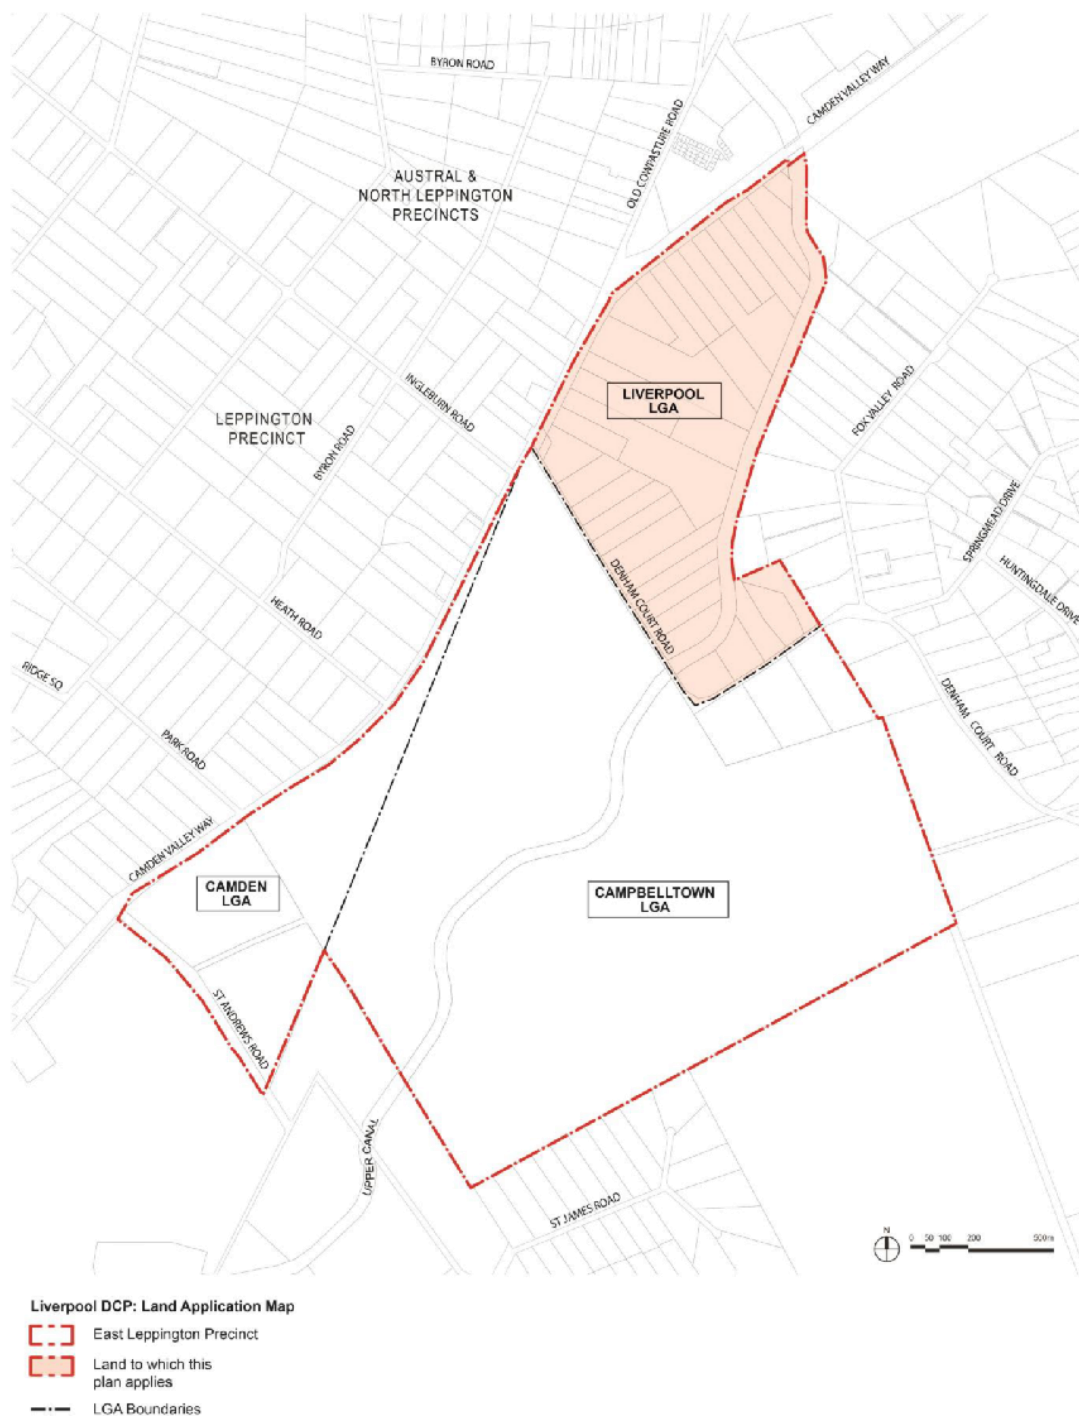 BYRON ROAD
CAMDEN VALLEY WAY
OLD COWPASTURE ROAD
AUSTRAL &
NORTH LEPPINGTON
PRECINCTS
LIVERPOOL
LGA
INGLEBURN ROAD
FOX VALLEY ROAD
LEPPINGTON
PRECINCT
BYRON ROAD
SPRINGMEAD DRIVE
HUNTINGDALE DRIVE
DENHAM COURT ROAD
HEATH ROAD
RIDGE SQ
DENHAM COURT ROAD
PARK ROAD
CAMDEN VALLEY WAY
CAMDEN
LGA
CAMPBELLTOWN
LGA
ST ANDREWS ROAD
UPPER CANAL
ST JAMES ROAD
N
0 50 100 200 500m
Liverpool DCP: Land Application Map
East Leppington Precinct
Land to which this
plan applies
LGA Boundaries